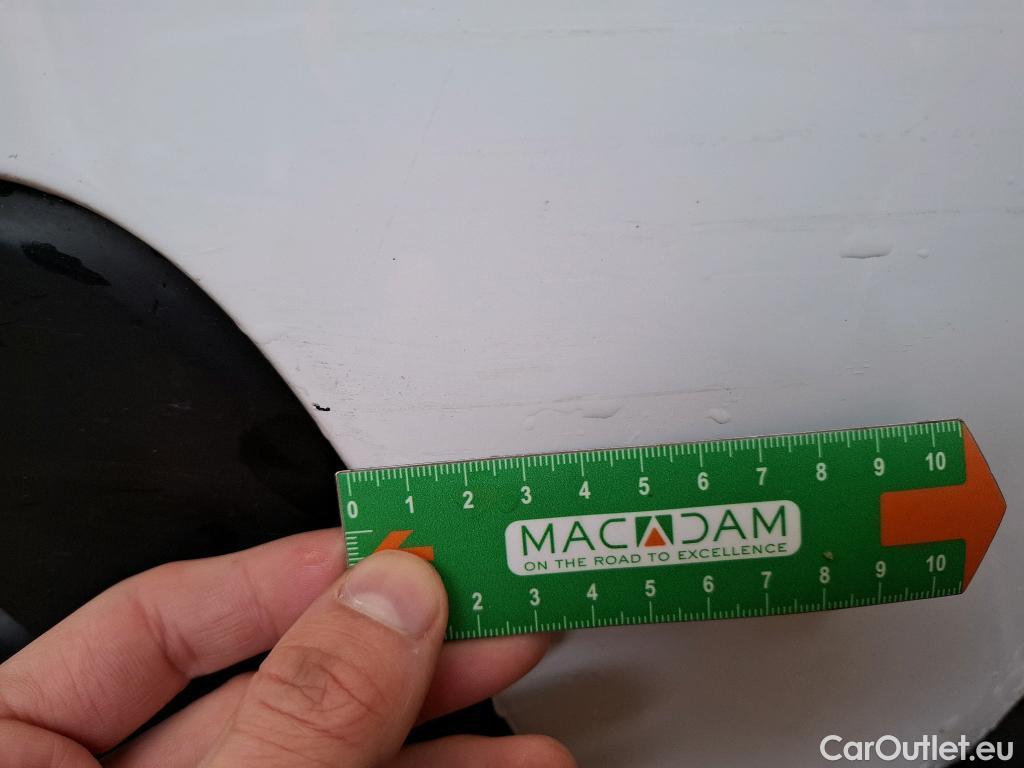 0 1 2 3 4 5 6 7 8 9 10
MACADAM
ON THE ROAD TO EXCELLENCE
2 3 4 5 6 7 8 9 10
CarOutlet.eu